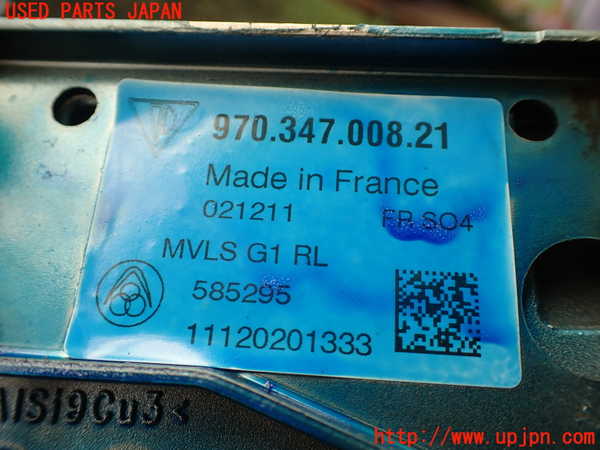 USED PARTS JAPAN
970.347.008.21
Made in France
021211 FP SO4
MVLS G1 RL
585295
11120201333
AlSi9Cu3<
http://www.upjpn.com/